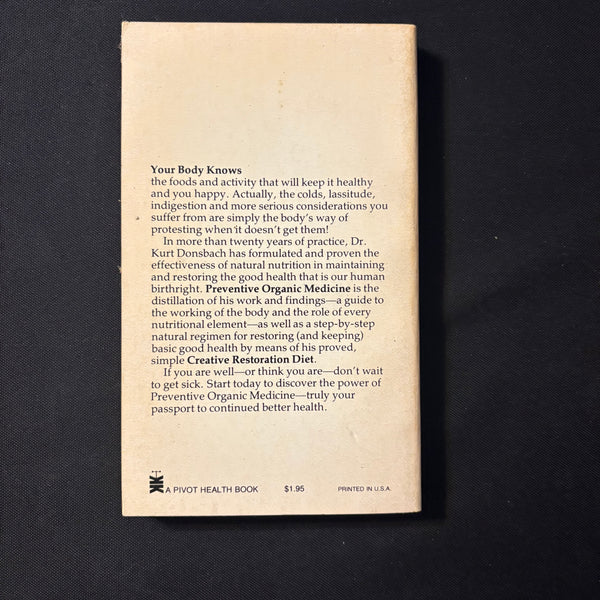 Your Body Knows
the foods and activity that will keep it healthy
and you happy. Actually, the colds, lassitude,
indigestion and more serious considerations you
suffer from are simply the body's way of
protesting when it doesn't get them!
In more than twenty years of practice, Dr.
Kurt Donsbach has formulated and proven the
effectiveness of natural nutrition in maintaining
and restoring the good health that is our human
birthright. Preventive Organic Medicine is the
distillation of his work and findings—a guide to
the working of the body and the role of every
nutritional element—as well as a step-by-step
natural regimen for restoring (and keeping)
basic good health by means of his proved,
simple Creative Restoration Diet.
If you are well—or think you are—don't wait
to get sick. Start today to discover the power of
Preventive Organic Medicine—truly your
passport to continued better health.
A PIVOT HEALTH BOOK $1.95 PRINTED IN U.S.A.